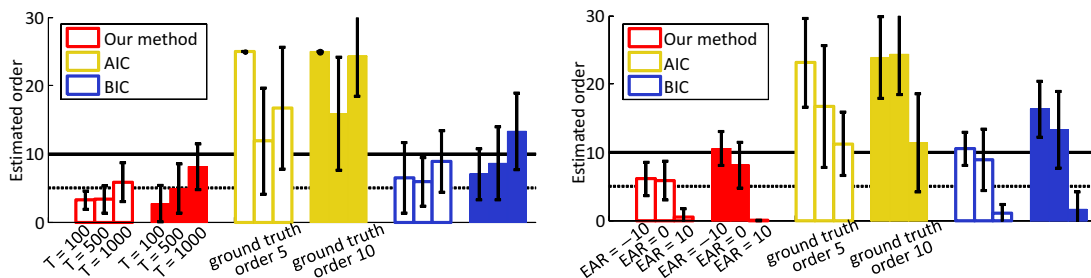 Estimated order
30
20
10
0
Our method
AIC
BIC
T = 100
T = 500
T = 1000
T = 100
T = 500
T = 1000
ground truth
order 5
ground truth
order 10
Estimated order
30
20
10
0
Our method
AIC
BIC
EAR = −10
EAR = 0
EAR = 10
EAR = −10
EAR = 0
EAR = 10
ground truth
order 5
ground truth
order 10